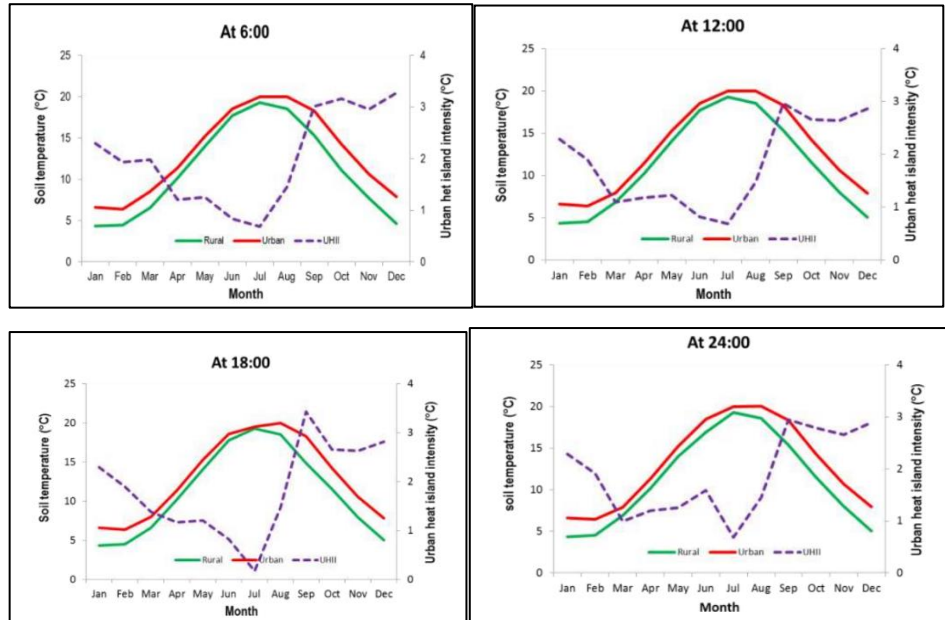 At 6:00
25
20
15
10
5
0
Soil temperature (°C)
4
3
2
1
0
Urban het island intensity (°C)
Rural Urban UHII
Jan Feb Mar Apr May Jun Jul Aug Sep Oct Nov Dec
Month
At 12:00
25
20
15
10
5
0
Soil temperature(°C)
4
3
2
1
0
Urban heat island intensity (°C)
Rural Urban UHII
Jan Feb Mar Apr May Jun Jul Aug Sep Oct Nov Dec
Month
At 18:00
25
20
15
10
5
0
Soil temperature (°C)
4
3
2
1
0
Urban heat island intensity (°C)
Rural Urban UHII
Jan Feb Mar Apr May Jun Jul Aug Sep Oct Nov Dec
Month
At 24:00
25
20
15
10
5
0
soil temperature (°C)
4
3
2
1
0
Urban heat island intensity (°C)
Rural Urban UHII
Jan Feb Mar Apr May Jun Jul Aug Sep Oct Nov Dec
Month